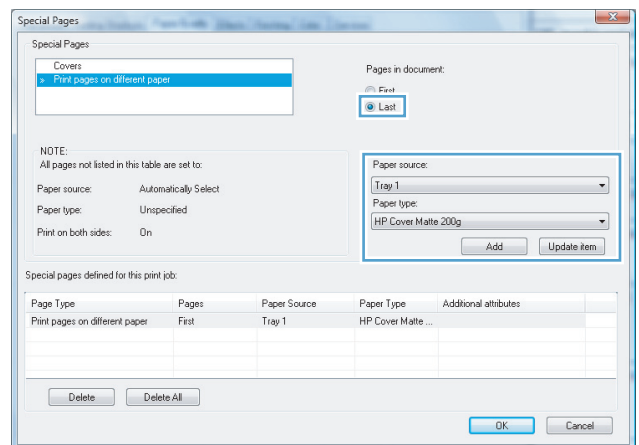 Special Pages
Special Pages
Covers
» Print pages on different paper
Pages in document:
First
Last
NOTE:
All pages not listed in this table are set to:
Paper source: Automatically Select
Paper type: Unspecified
Print on both sides: On
Paper source:
Tray 1
Paper type:
HP Cover Matte 200g
Add Update item
Special pages defined for this print job:
Page Type Pages Paper Source Paper Type Additional attributes
Print pages on different paper First Tray 1 HP Cover Matte ...
Delete Delete All
OK Cancel